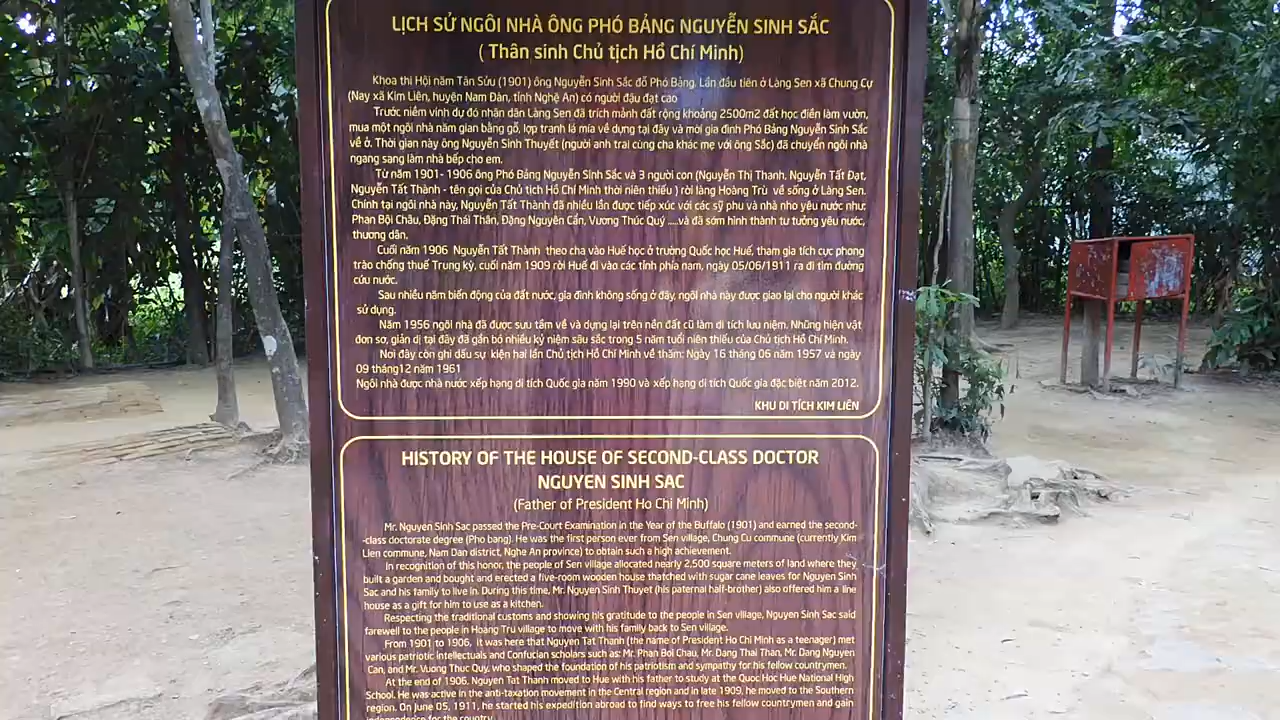 LỊCH SỬ NGÔI NHÀ ÔNG PHÓ BẢNG NGUYỄN SINH SẮC
( Thân sinh Chủ tịch Hồ Chí Minh)
Khoa thi Hội năm Tân Sửu (1901) ông Nguyễn Sinh Sắc đỗ Phó Bảng. Lần đầu tiên ở Làng Sen xã Chung Cự
(Nay xã Kim Liên, huyện Nam Đàn, tỉnh Nghệ An) có người đậu đạt cao
Trước niềm vinh dự đó nhân dân Làng Sen đã trích mảnh đất rộng khoảng 2500m2 đất học điền làm vườn,
mua một ngôi nhà năm gian bằng gỗ, lợp tranh lá mía về dựng tại đây và mời gia đình Phó Bảng Nguyễn Sinh Sắc
về ở. Thời gian này ông Nguyễn Sinh Thuyết (người anh trai cùng cha khác mẹ với ông Sắc) đã chuyển ngôi nhà
ngang sang làm nhà bếp cho em.
Từ năm 1901- 1906 ông Phó Bảng Nguyễn Sinh Sắc và 3 người con (Nguyễn Thị Thanh, Nguyễn Tất Đạt,
Nguyễn Tất Thành - tên gọi của Chủ tịch Hồ Chí Minh thời niên thiếu ) rời làng Hoàng Trù về sống ở Làng Sen.
Chính tại ngôi nhà này, Nguyễn Tất Thành đã nhiều lần được tiếp xúc với các sỹ phu và nhà nho yêu nước như:
Phan Bội Châu, Đặng Thái Thân, Đặng Nguyên Cẩn, Vương Thúc Quý ....và đã sớm hình thành tư tưởng yêu nước,
thương dân.
Cuối năm 1906 Nguyễn Tất Thành theo cha vào Huế học ở trường Quốc học Huế, tham gia tích cực phong
trào chống thuế Trung kỳ, cuối năm 1909 rời Huế đi vào các tỉnh phía nam, ngày 05/06/1911 ra đi tìm đường
cứu nước.
Sau nhiều năm biến động của đất nước, gia đình không sống ở đây, ngôi nhà này được giao lại cho người khác
sử dụng.
Năm 1956 ngôi nhà đã được sưu tầm về và dựng lại trên nền đất cũ làm di tích lưu niệm. Những hiện vật
đơn sơ, giản dị tại đây đã gắn bó nhiều kỷ niệm sâu sắc trong 5 năm tuổi niên thiếu của Chủ tịch Hồ Chí Minh.
Nơi đây còn ghi dấu sự kiện hai lần Chủ tịch Hồ Chí Minh về thăm: Ngày 16 tháng 06 năm 1957 và ngày
09 tháng12 năm 1961
Ngôi nhà được nhà nước xếp hạng di tích Quốc gia năm 1990 và xếp hạng di tích Quốc gia đặc biệt năm 2012.
KHU DI TÍCH KIM LIÊN
HISTORY OF THE HOUSE OF SECOND-CLASS DOCTOR
NGUYEN SINH SAC
(Father of President Ho Chi Minh)
Mr. Nguyen Sinh Sac passed the Pre-Court Examination in the Year of the Buffalo (1901) and earned the second-
-class doctorate degree (Pho bang). He was the first person ever from Sen village, Chung Cu commune (currently Kim
Lien commune, Nam Dan district, Nghe An province) to obtain such a high achievement.
In recognition of this honor, the people of Sen village allocated nearly 2,500 square meters of land where they
built a garden and bought and erected a five-room wooden house thatched with sugar cane leaves for Nguyen Sinh
Sac and his family to live in. During this time, Mr. Nguyen Sinh Thuyet (his paternal half-brother) also offered him a line
house as a gift for him to use as a kitchen.
Respecting the traditional customs and showing his gratitude to the people in Sen village, Nguyen Sinh Sac said
farewell to the people in Hoang Tru village to move with his family back to Sen village.
From 1901 to 1906, it was here that Nguyen Tat Thanh (the name of President Ho Chi Minh as a teenager) met
various patriotic intellectuals and Confucian scholars such as: Mr. Phan Boi Chau, Mr. Dang Thai Than, Mr. Dang Nguyen
Can, and Mr. Vuong Thuc Quy, who shaped the foundation of his patriotism and sympathy for his fellow countrymen.
At the end of 1906, Nguyen Tat Thanh moved to Hue with his father to study at the Quoc Hoc Hue National High
School. He was active in the anti-taxation movement in the Central region and in late 1909, he moved to the Southern
region. On June 05, 1911, he started his expedition abroad to find ways to free his fellow countrymen and gain
independence for the country.